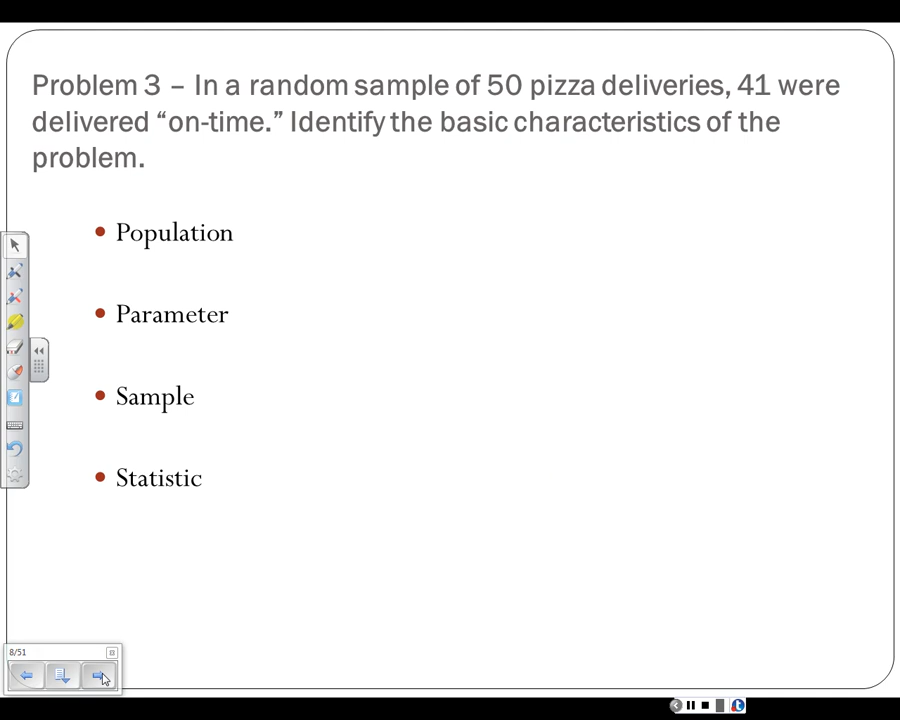 Problem 3 – In a random sample of 50 pizza deliveries, 41 were
delivered “on-time.” Identify the basic characteristics of the
problem.
• Population
• Parameter
• Sample
• Statistic
8/51